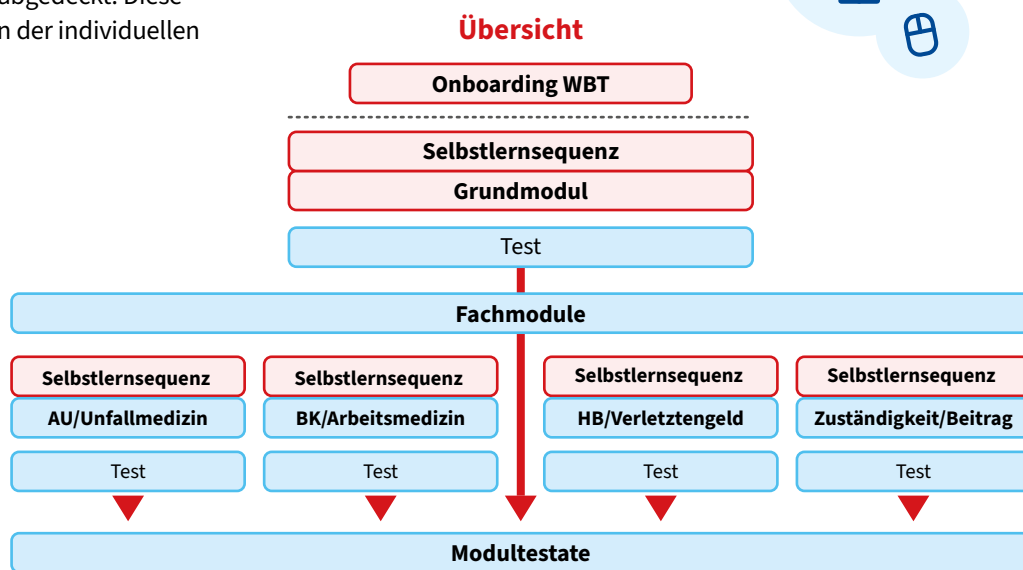 abgedeckt. Diese
n der individuellen
Übersicht
Onboarding WBT
Selbstlernsequenz
Grundmodul
Test
Fachmodule
Selbstlernsequenz
AU/Unfallmedizin
Test
Selbstlernsequenz
BK/Arbeitsmedizin
Test
Selbstlernsequenz
HB/Verletztengeld
Test
Selbstlernsequenz
Zuständigkeit/Beitrag
Test
Modultestate